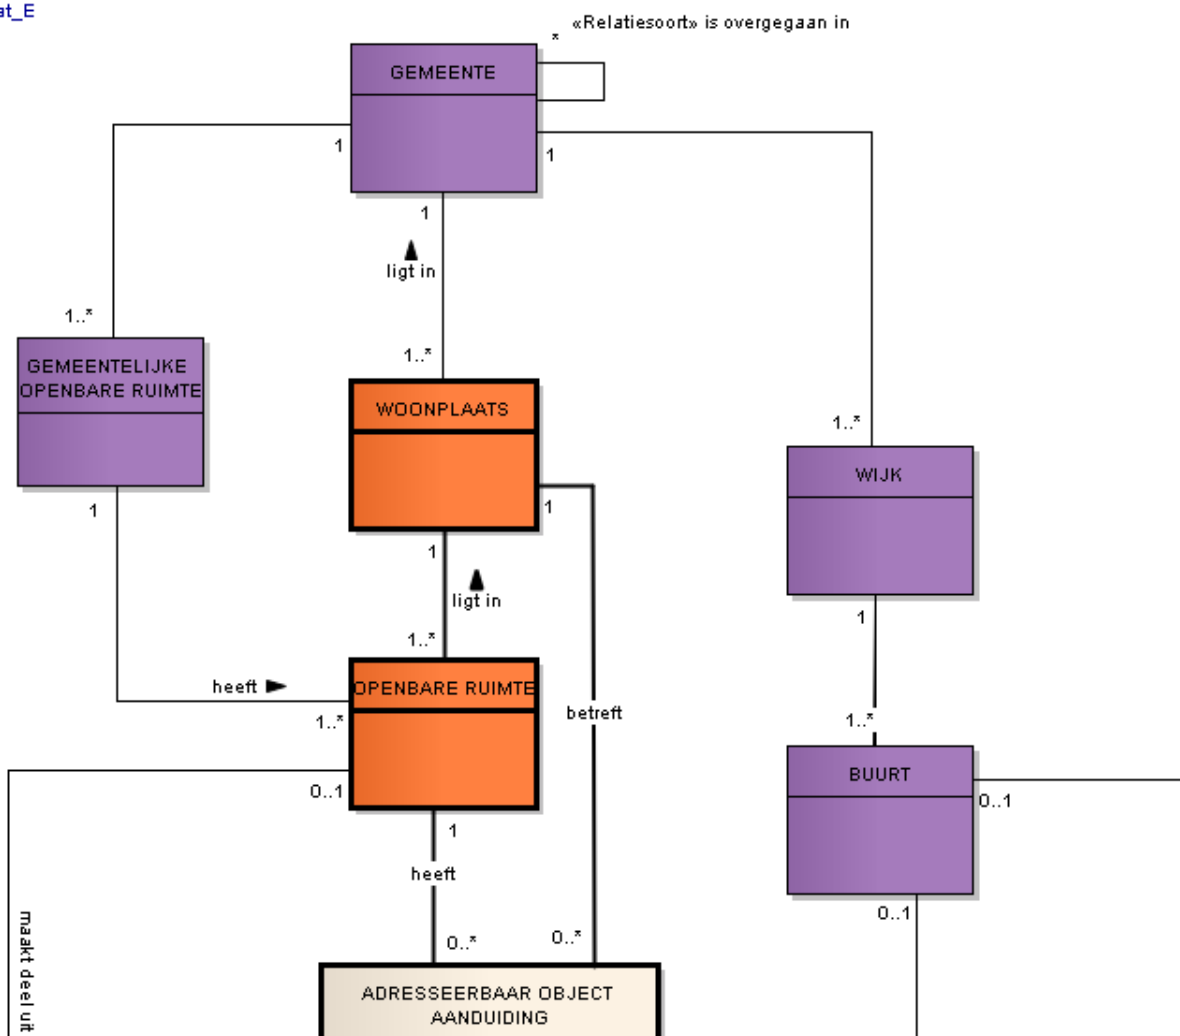 at_E
«Relatiesoort» is overgegaan in
*
GEMEENTE
1
1
1
ligt in
1..*
1..*
GEMEENTELIJKE
OPENBARE RUIMTE
WOONPLAATS
1..*
WIJK
1
1
1
ligt in
1
1..*
heeft
OPENBARE RUIMTE
1..*
betreft
1..*
BUURT
0..1
0..1
1
heeft
0..1
maakt deel uit
0..*
0..*
ADRESSEERBAAR OBJECT
AANDUIDING